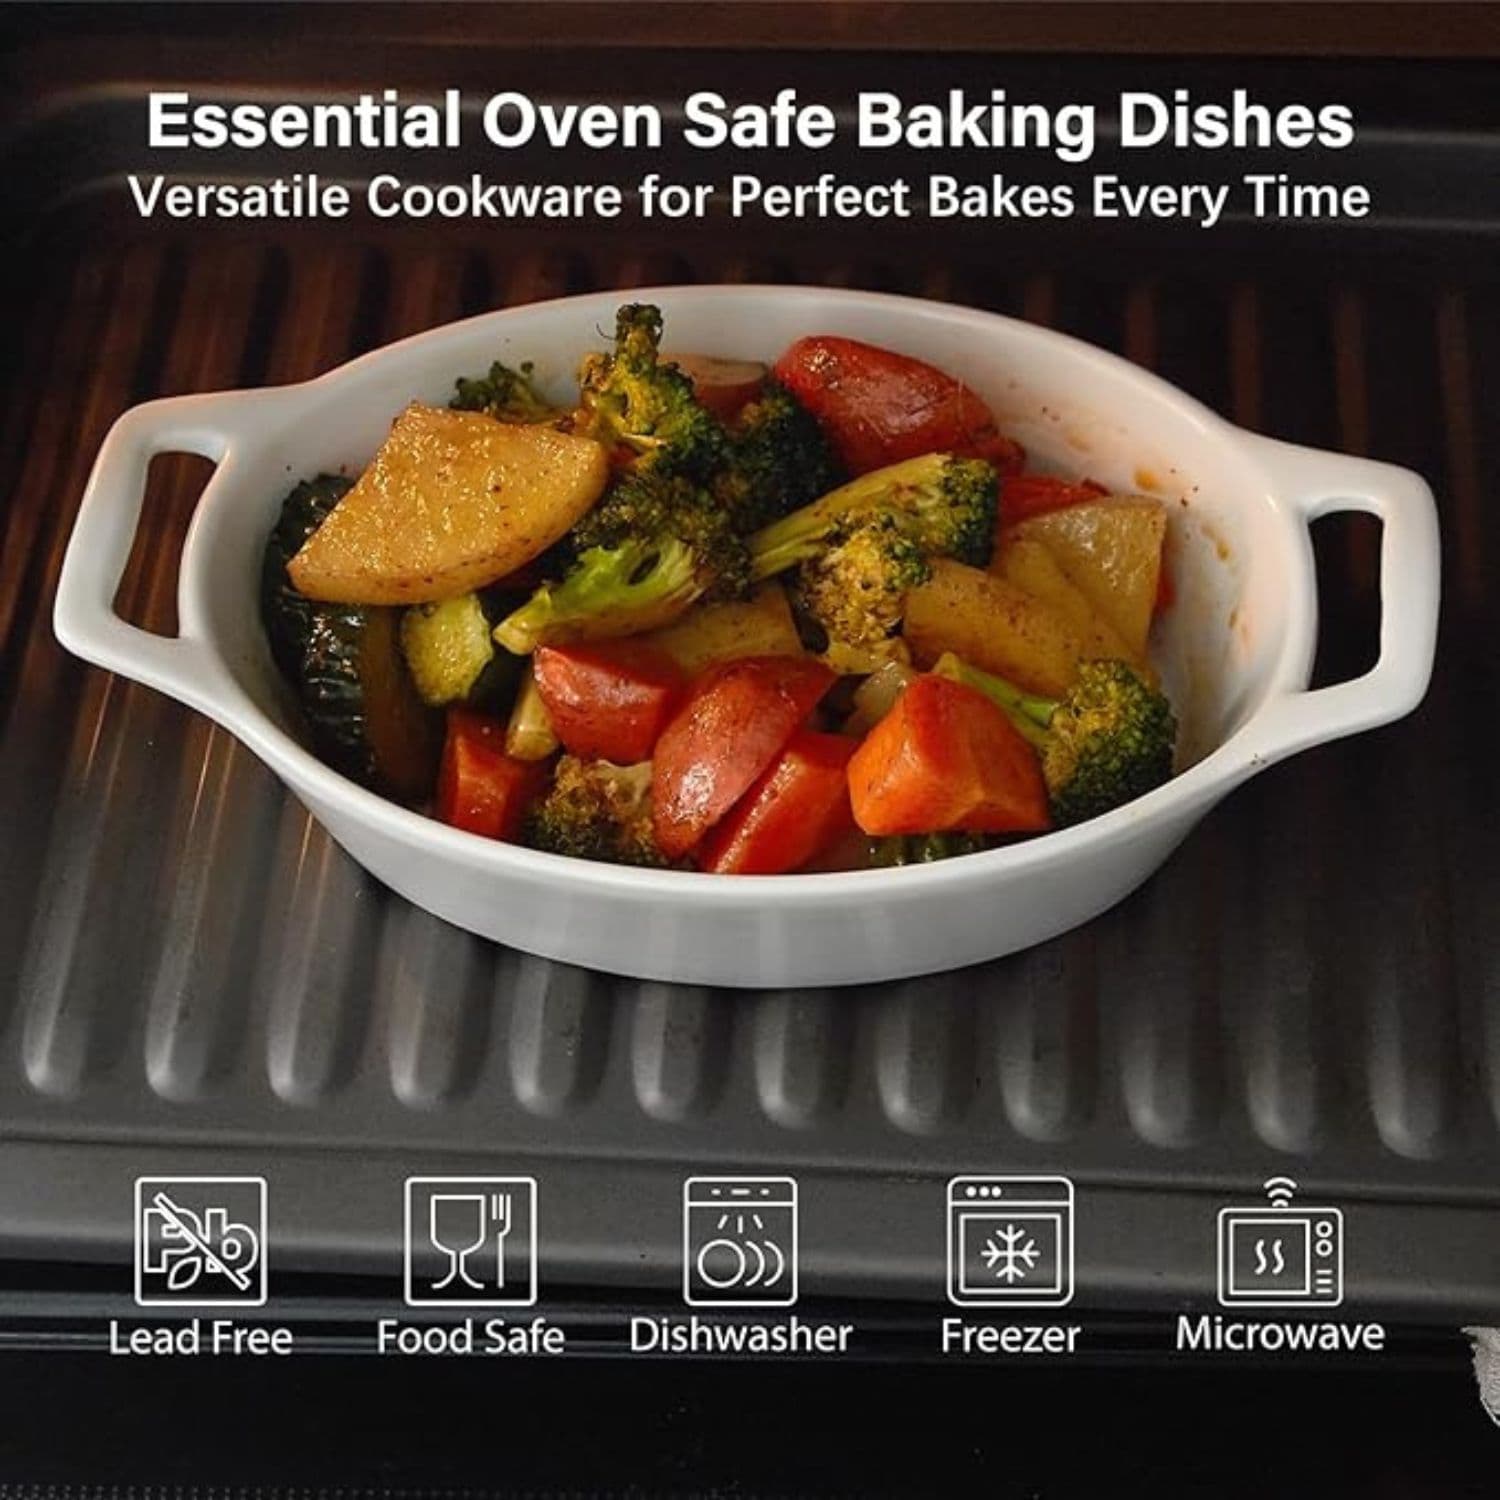 Essential Oven Safe Baking Dishes
Versatile Cookware for Perfect Bakes Every Time
Pb
Lead Free
Food Safe
Dishwasher
Freezer
Microwave